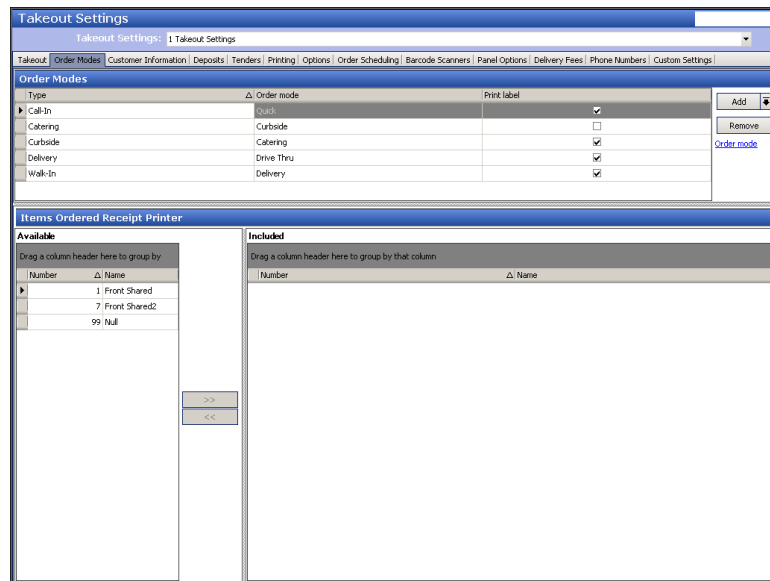 Takeout Settings
Takeout Settings: 1 Takeout Settings
Takeout Order Modes Customer Information Deposits Tenders Printing Options Order Scheduling Barcode Scanners Panel Options Delivery Fees Phone Numbers Custom Settings
Order Modes
Type Order mode Print label
Call-In Quick
Catering Curbside
Curbside Catering
Delivery Drive Thru
Walk-In Delivery
Add
Remove
Order mode
Items Ordered Receipt Printer
Available Included
Drag a column header here to group by Drag a column header here to group by that column
Number Name Number Name
1 Front Shared
7 Front Shared2
99 Null
>>
<<